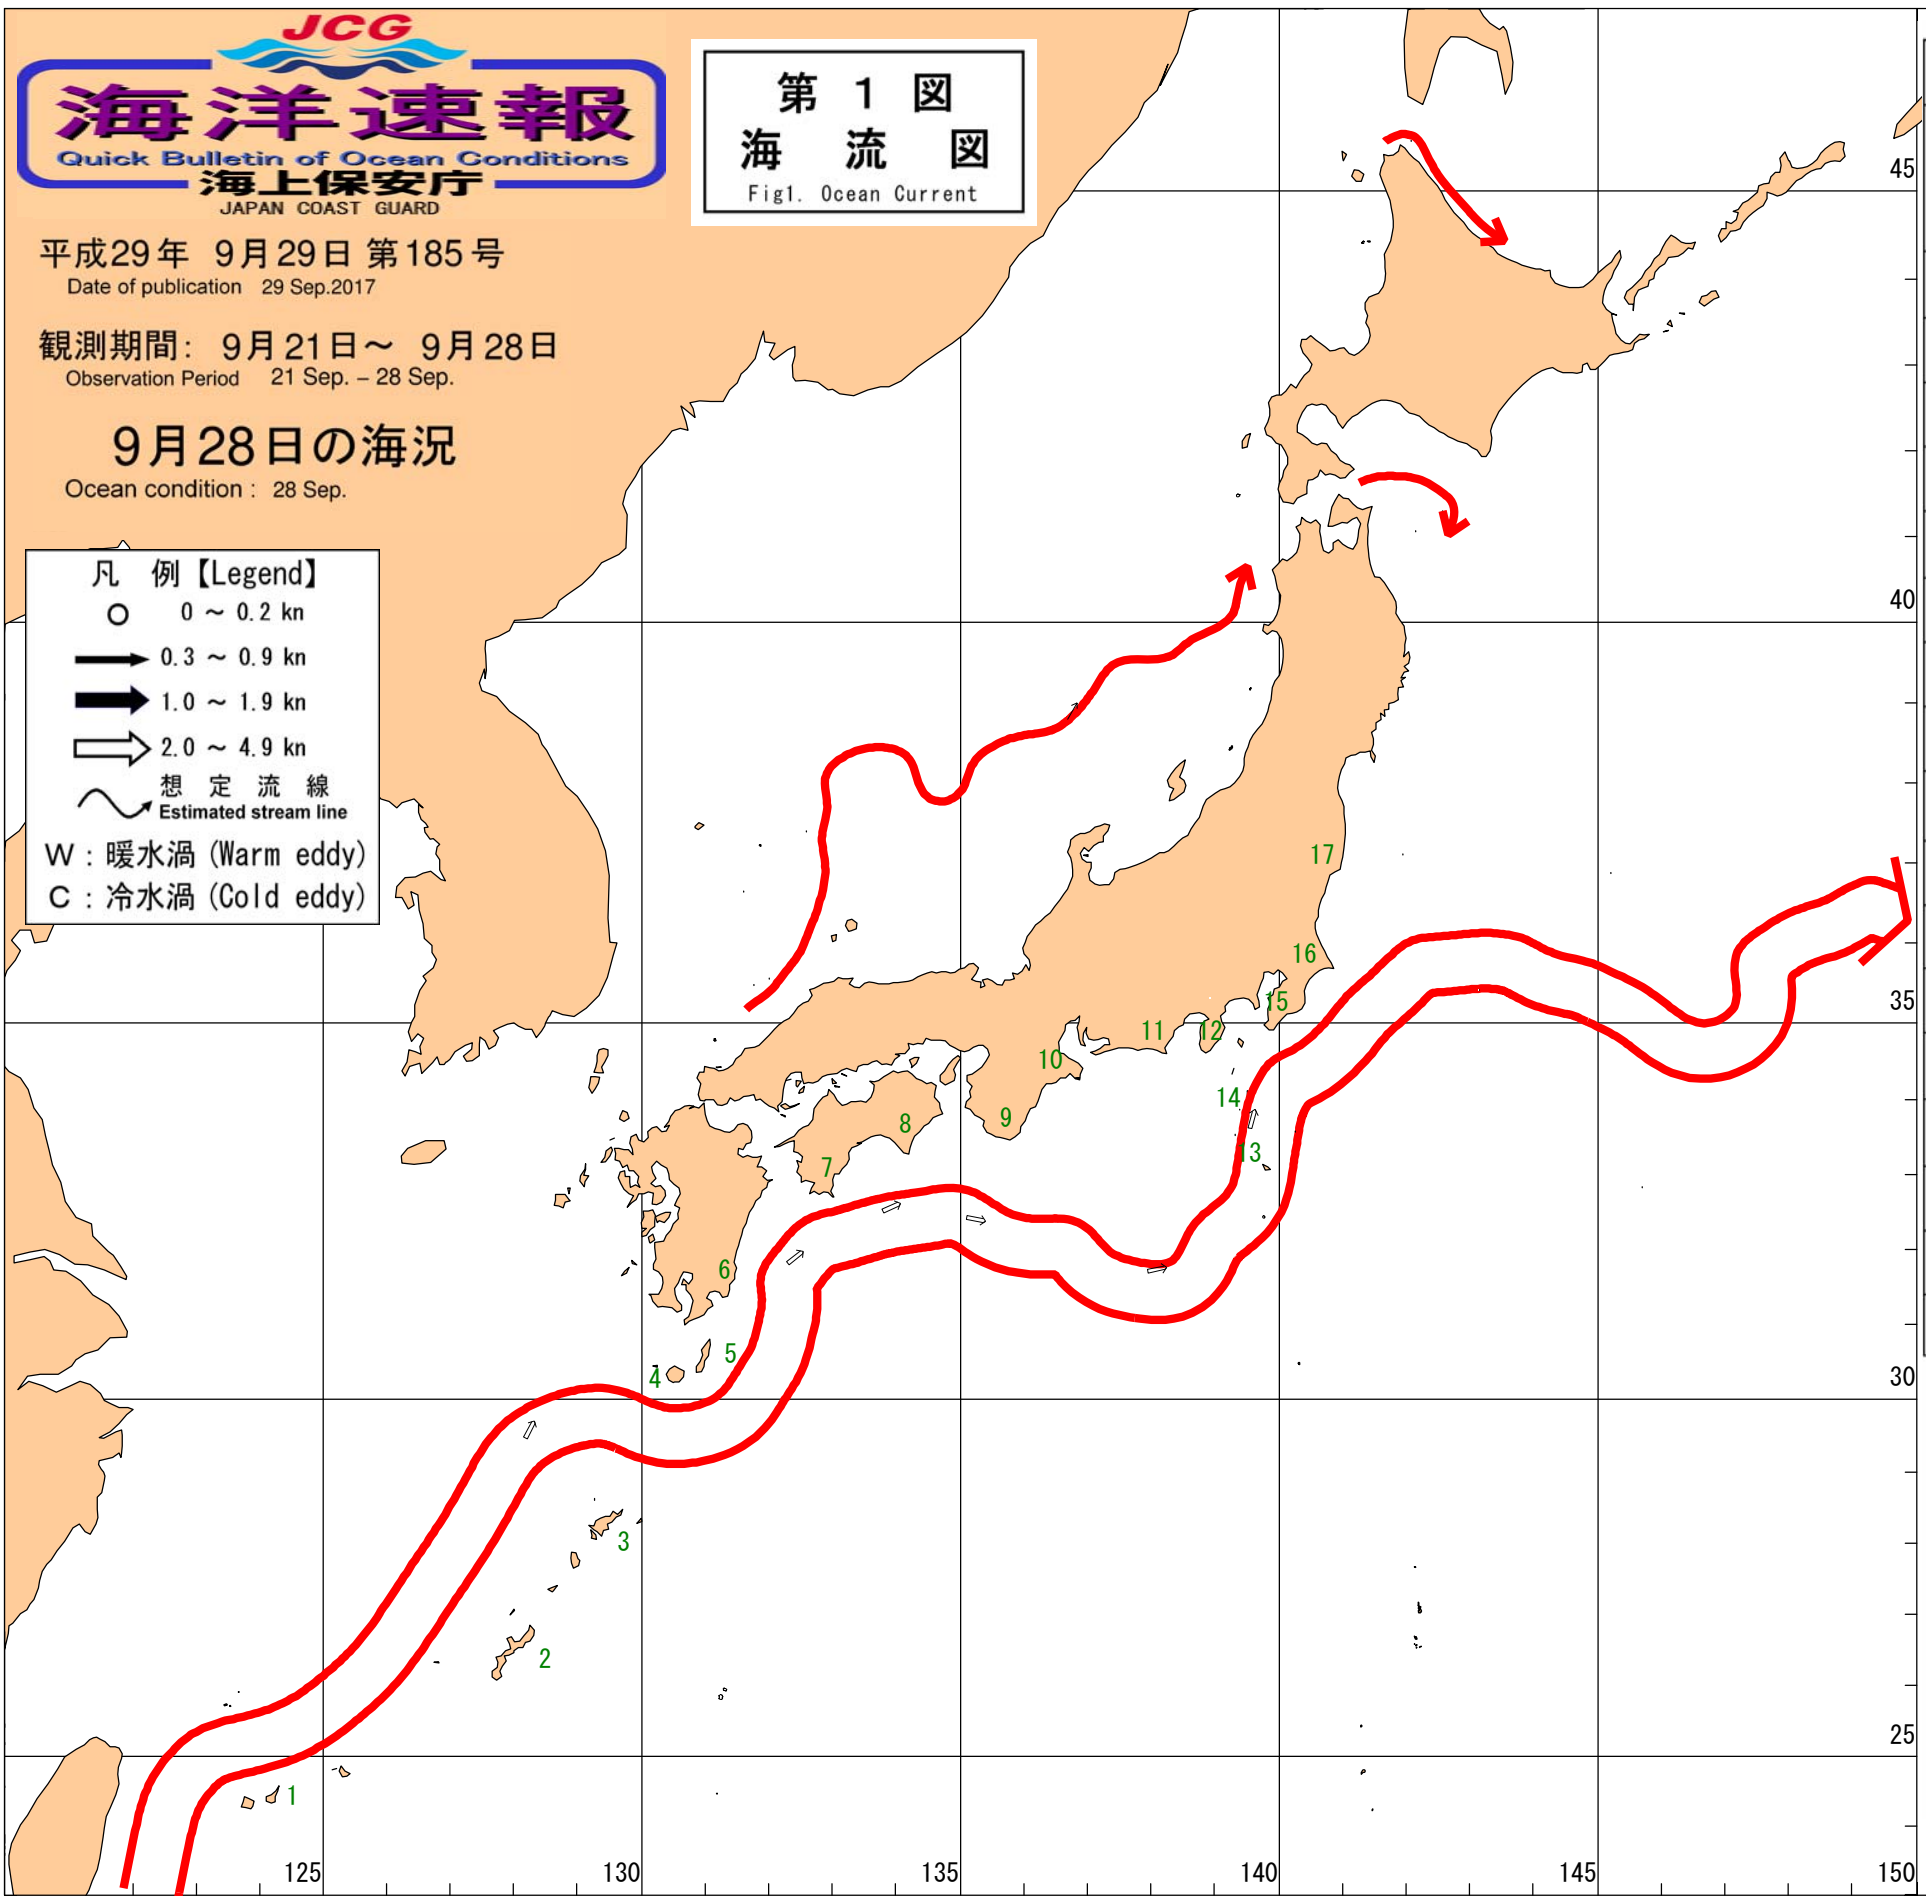 JCG
海洋速報
Quick Bulletin of Ocean Conditions
海上保安庁
JAPAN COAST GUARD
第 1 図
海 流 図
Fig1. Ocean Current
平成29年 9月29日 第185号
Date of publication 29 Sep.2017
観測期間: 9月21日～ 9月28日
Observation Period 21 Sep. – 28 Sep.
9月28日の海況
Ocean condition : 28 Sep.
凡 例【Legend】
0 ～ 0.2 kn
0.3 ～ 0.9 kn
1.0 ～ 1.9 kn
2.0 ～ 4.9 kn
想 定 流 線
Estimated stream line
W : 暖水渦 (Warm eddy)
C : 冷水渦 (Cold eddy)
45
40
17
16
35
15
12
11
10
14
9
8
13
7
6
5
4
30
3
2
25
1
125
130
135
140
145
150